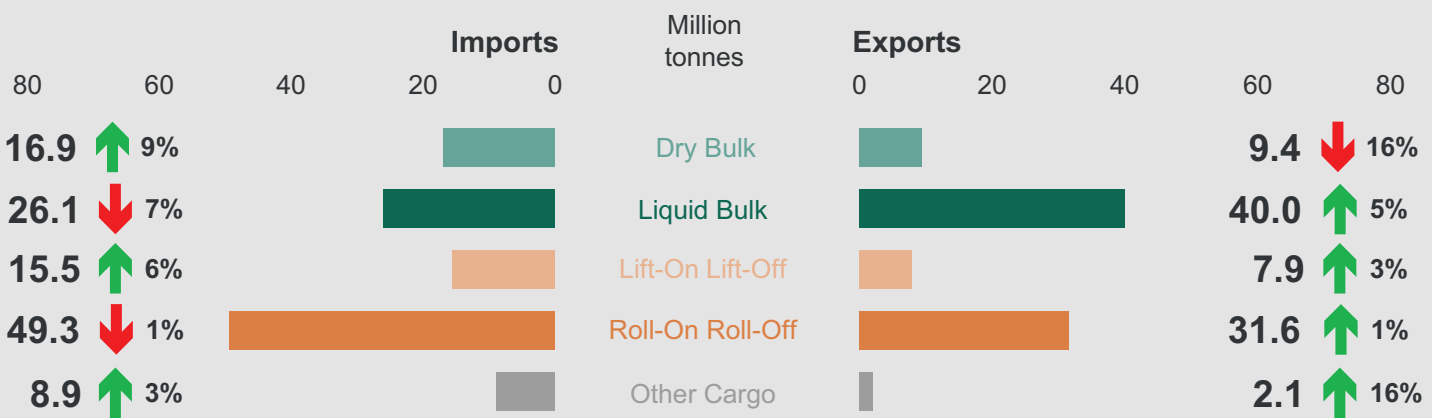 Imports Million Exports
tonnes
80 60 40 20 0 0 20 40 60 80
16.9 9% Dry Bulk 9.4 16%
26.1 7% Liquid Bulk 40.0 5%
15.5 6% Lift-On Lift-Off 7.9 3%
49.3 1% Roll-On Roll-Off 31.6 1%
8.9 3% Other Cargo 2.1 16%